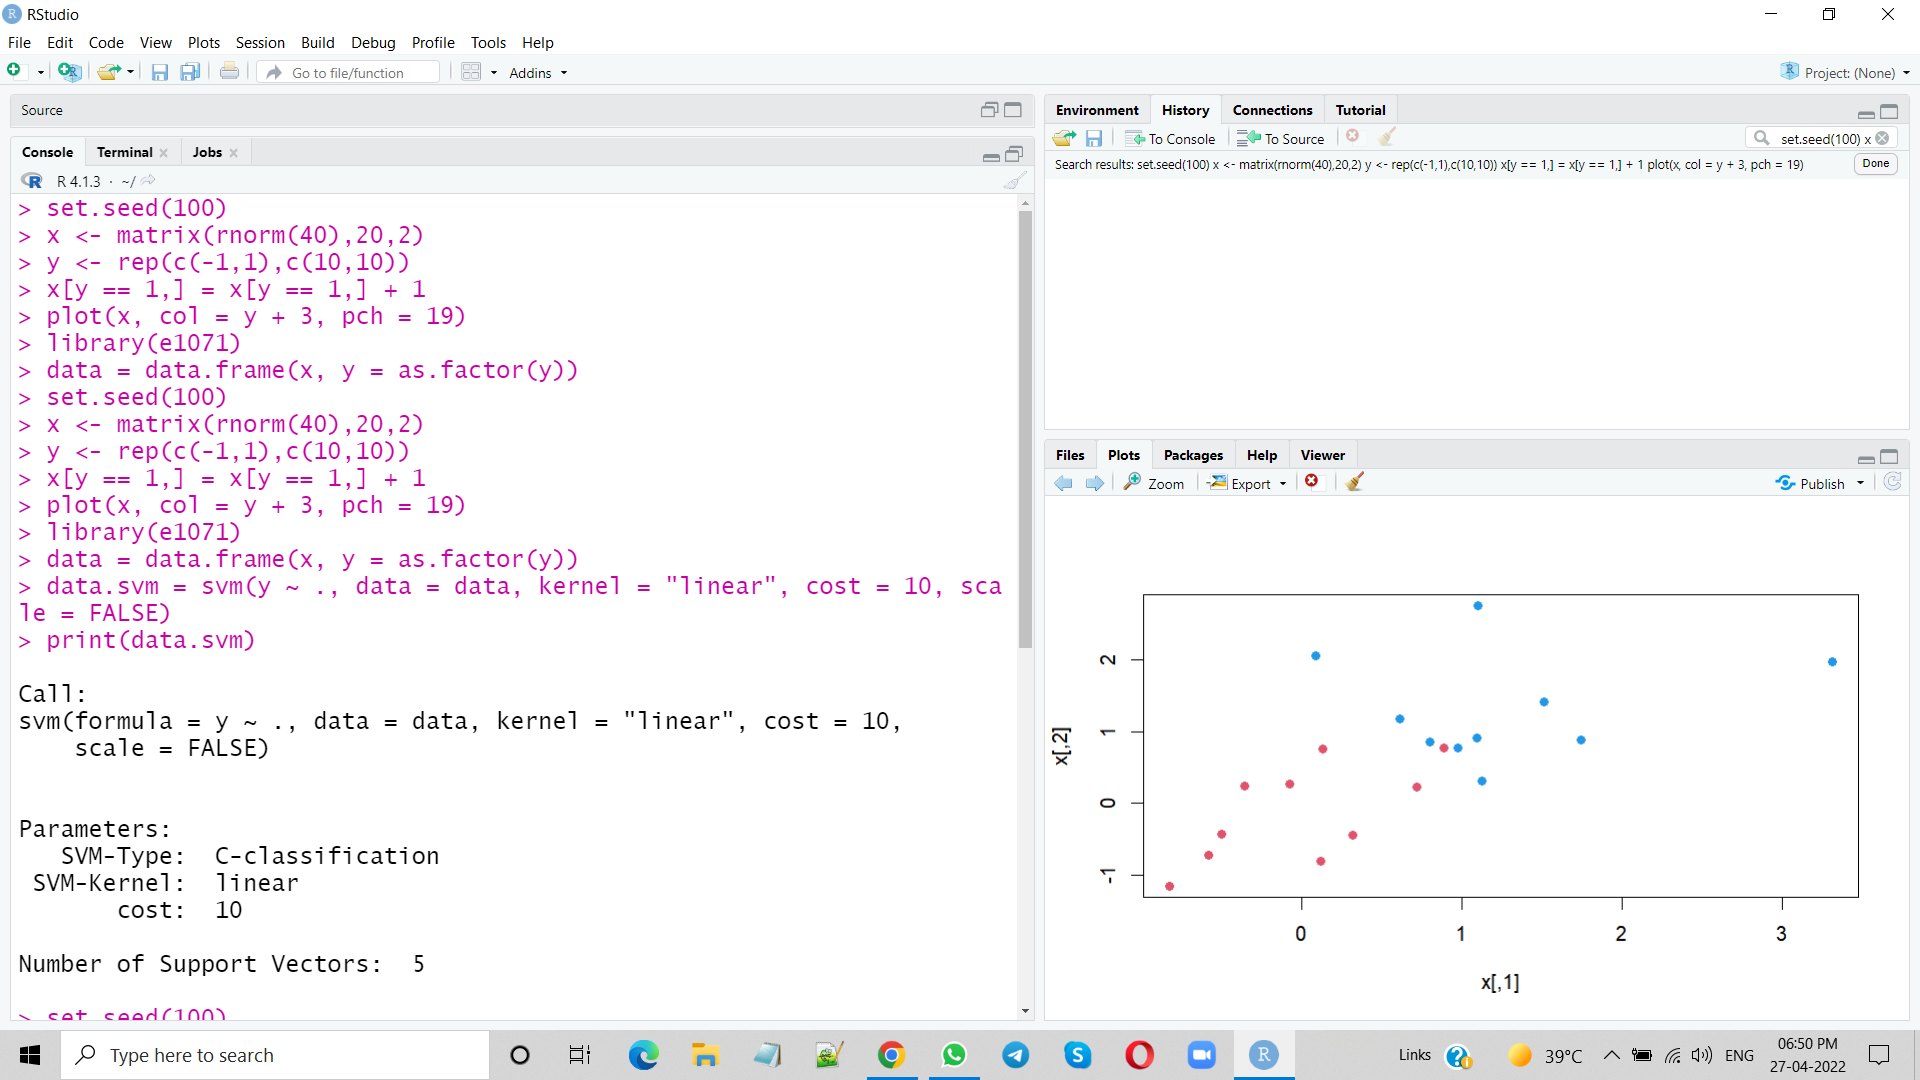 RStudio
File Edit Code View Plots Session Build Debug Profile Tools Help
Go to file/function Addins Project: (None)
Source
Console Terminal Jobs
R 4.1.3 · ~/
> set.seed(100)
> x <- matrix(rnorm(40),20,2)
> y <- rep(c(-1,1),c(10,10))
> x[y == 1,] = x[y == 1,] + 1
> plot(x, col = y + 3, pch = 19)
> library(e1071)
> data = data.frame(x, y = as.factor(y))
> set.seed(100)
> x <- matrix(rnorm(40),20,2)
> y <- rep(c(-1,1),c(10,10))
> x[y == 1,] = x[y == 1,] + 1
> plot(x, col = y + 3, pch = 19)
> library(e1071)
> data = data.frame(x, y = as.factor(y))
> data.svm = svm(y ~ ., data = data, kernel = "linear", cost = 10, sca
le = FALSE)
> print(data.svm)
Call:
svm(formula = y ~ ., data = data, kernel = "linear", cost = 10,
scale = FALSE)
Parameters:
SVM-Type: C-classification
SVM-Kernel: linear
cost: 10
Number of Support Vectors: 5
> set.seed(100)
Environment History Connections Tutorial
To Console To Source set.seed(100) x
Search results: set.seed(100) x <- matrix(rnorm(40),20,2) y <- rep(c(-1,1),c(10,10)) x[y == 1,] = x[y == 1,] + 1 plot(x, col = y + 3, pch = 19) Done
Files Plots Packages Help Viewer
Zoom Export Publish
x[,2]
2
1
0
-1
0 1 2 3
x[,1]
Type here to search
Links 39°C ENG 06:50 PM
27-04-2022